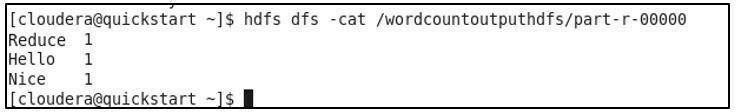 [cloudera@quickstart ~]$ hdfs dfs -cat /wordcountoutputhdfs/part-r-00000
Reduce 1
Hello 1
Nice 1
[cloudera@quickstart ~]$